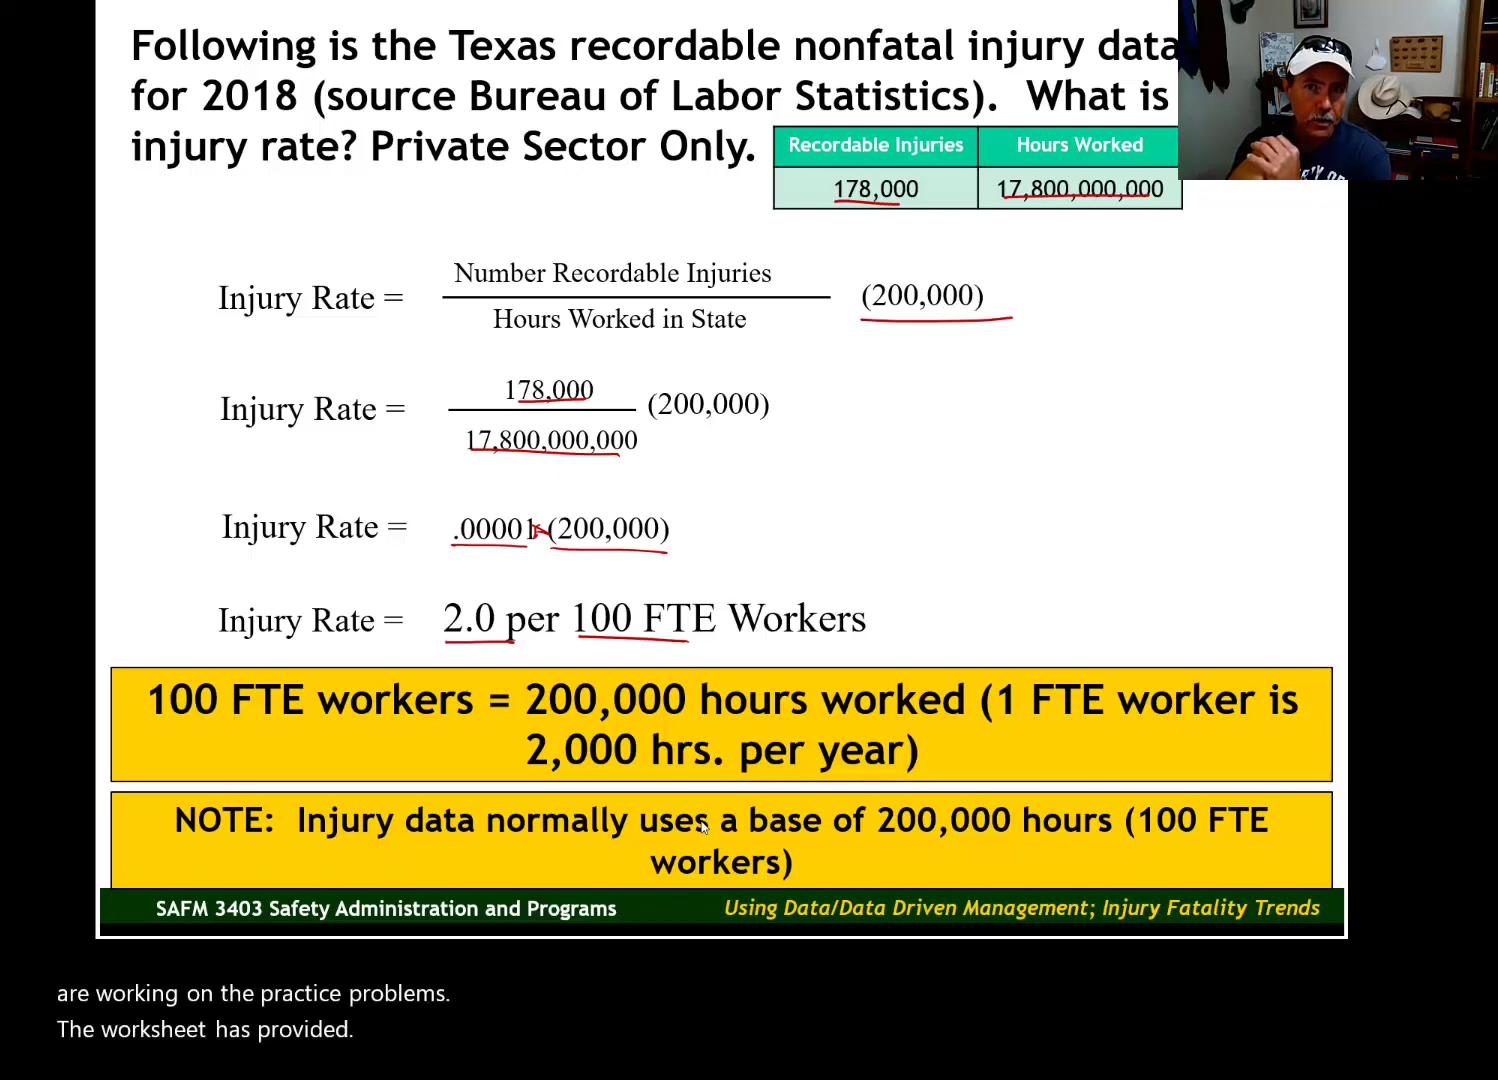 Following is the Texas recordable nonfatal injury data
for 2018 (source Bureau of Labor Statistics). What is
injury rate? Private Sector Only.
Recordable Injuries Hours Worked
178,000 17,800,000,000
Injury Rate = Number Recordable Injuries (200,000)
Hours Worked in State
Injury Rate = 178,000 (200,000)
17,800,000,000
Injury Rate = .00001 (200,000)
Injury Rate = 2.0 per 100 FTE Workers
100 FTE workers = 200,000 hours worked (1 FTE worker is
2,000 hrs. per year)
NOTE: Injury data normally uses a base of 200,000 hours (100 FTE
workers)
SAFM 3403 Safety Administration and Programs Using Data/Data Driven Management; Injury Fatality Trends
are working on the practice problems.
The worksheet has provided.